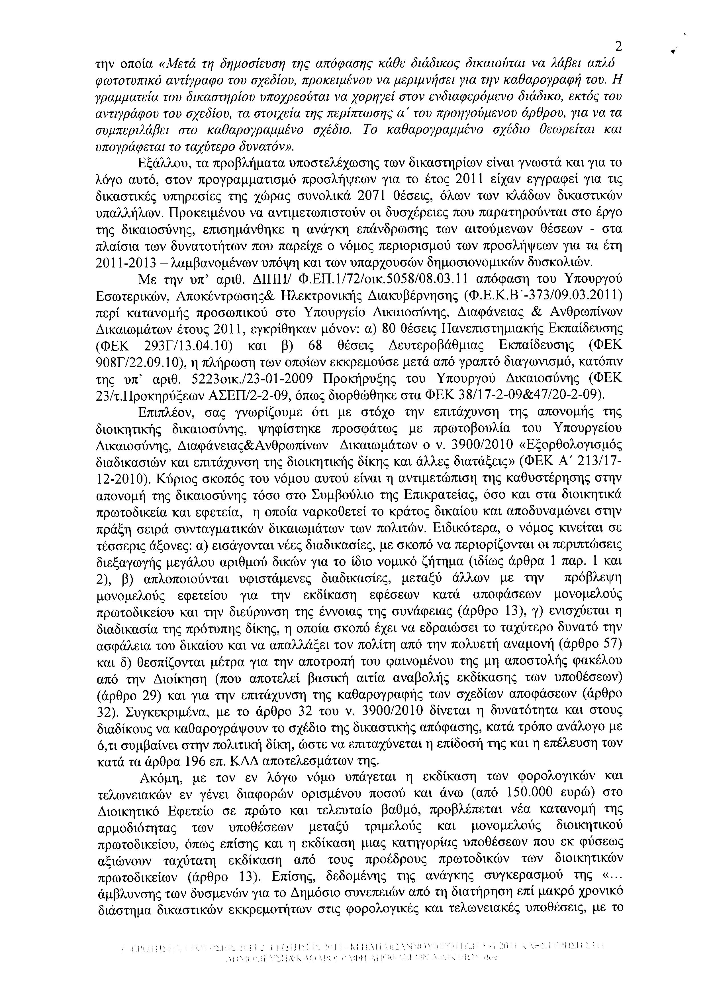 2
την οποία «Μετά τη δημοσίευση της απόφασης κάθε διάδικος δικαιούται να λάβει απλό
φωτοτυπικό αντίγραφο του σχεδίου, προκειμένου να μεριμνήσει για την καθαρογραφή του. Η
γραμματεία του δικαστηρίου υποχρεούται να χορηγεί στον ενδιαφερόμενο διάδικο, εκτός του
αντιγράφου του σχεδίου, τα στοιχεία της περίπτωσης α΄ του προηγούμενου άρθρου, για να τα
συμπεριλάβει στο καθαρογραμμένο σχέδιο. Το καθαρογραμμένο σχέδιο θεωρείται και
υπογράφεται το ταχύτερο δυνατόν».
Εξάλλου, τα προβλήματα υποστελέχωσης των δικαστηρίων είναι γνωστά και για το
λόγο αυτό, στον προγραμματισμό προσλήψεων για το έτος 2011 είχαν εγγραφεί για τις
δικαστικές υπηρεσίες της χώρας συνολικά 2071 θέσεις, όλων των κλάδων δικαστικών
υπαλλήλων. Προκειμένου να αντιμετωπιστούν οι δυσχέρειες που παρατηρούνται στο έργο
της δικαιοσύνης, επισημάνθηκε η ανάγκη επάνδρωσης των αιτούμενων θέσεων - στα
πλαίσια των δυνατοτήτων που παρείχε ο νόμος περιορισμού των προσλήψεων για τα έτη
2011-2013 – λαμβανομένων υπόψη και των υπαρχουσών δημοσιονομικών δυσκολιών.
Με την υπ’ αριθ. ΔΙΠΠ/ Φ.ΕΠ.1/72/οικ.5058/08.03.11 απόφαση του Υπουργού
Εσωτερικών, Αποκέντρωσης& Ηλεκτρονικής Διακυβέρνησης (Φ.Ε.Κ.Β΄-373/09.03.2011)
περί κατανομής προσωπικού στο Υπουργείο Δικαιοσύνης, Διαφάνειας & Ανθρωπίνων
Δικαιωμάτων έτους 2011, εγκρίθηκαν μόνον: α) 80 θέσεις Πανεπιστημιακής Εκπαίδευσης
(ΦΕΚ 293Γ/13.04.10) και β) 68 θέσεις Δευτεροβάθμιας Εκπαίδευσης (ΦΕΚ
908Γ/22.09.10), η πλήρωση των οποίων εκκρεμούσε μετά από γραπτό διαγωνισμό, κατόπιν
της υπ’ αριθ. 5223οικ./23-01-2009 Προκήρυξης του Υπουργού Δικαιοσύνης (ΦΕΚ
23/τ.Προκηρύξεων ΑΣΕΠ/2-2-09, όπως διορθώθηκε στα ΦΕΚ 38/17-2-09&47/20-2-09).
Επιπλέον, σας γνωρίζουμε ότι με στόχο την επιτάχυνση της απονομής της
διοικητικής δικαιοσύνης, ψηφίστηκε προσφάτως με πρωτοβουλία του Υπουργείου
Δικαιοσύνης, Διαφάνειας&Ανθρωπίνων Δικαιωμάτων ο ν. 3900/2010 «Εξορθολογισμός
διαδικασιών και επιτάχυνση της διοικητικής δίκης και άλλες διατάξεις» (ΦΕΚ Α΄ 213/17-
12-2010). Κύριος σκοπός του νόμου αυτού είναι η αντιμετώπιση της καθυστέρησης στην
απονομή της δικαιοσύνης τόσο στο Συμβούλιο της Επικρατείας, όσο και στα διοικητικά
πρωτοδικεία και εφετεία, η οποία ναρκοθετεί το κράτος δικαίου και αποδυναμώνει στην
πράξη σειρά συνταγματικών δικαιωμάτων των πολιτών. Ειδικότερα, ο νόμος κινείται σε
τέσσερις άξονες: α) εισάγονται νέες διαδικασίες, με σκοπό να περιορίζονται οι περιπτώσεις
διεξαγωγής μεγάλου αριθμού δικών για το ίδιο νομικό ζήτημα (ιδίως άρθρα 1 παρ. 1 και
2), β) απλοποιούνται υφιστάμενες διαδικασίες, μεταξύ άλλων με την πρόβλεψη
μονομελούς εφετείου για την εκδίκαση εφέσεων κατά αποφάσεων μονομελούς
πρωτοδικείου και την διεύρυνση της έννοιας της συνάφειας (άρθρο 13), γ) ενισχύεται η
διαδικασία της πρότυπης δίκης, η οποία σκοπό έχει να εδραιώσει το ταχύτερο δυνατό την
ασφάλεια του δικαίου και να απαλλάξει τον πολίτη από την πολυετή αναμονή (άρθρο 57)
και δ) θεσπίζονται μέτρα για την αποτροπή του φαινομένου της μη αποστολής φακέλου
από την Διοίκηση (που αποτελεί βασική αιτία αναβολής εκδίκασης των υποθέσεων)
(άρθρο 29) και για την επιτάχυνση της καθαρογραφής των σχεδίων αποφάσεων (άρθρο
32). Συγκεκριμένα, με το άρθρο 32 του ν. 3900/2010 δίνεται η δυνατότητα και στους
διαδίκους να καθαρογράψουν το σχέδιο της δικαστικής απόφασης, κατά τρόπο ανάλογο με
ό,τι συμβαίνει στην πολιτική δίκη, ώστε να επιταχύνεται η επίδοσή της και η επέλευση των
κατά τα άρθρα 196 επ. ΚΔΔ αποτελεσμάτων της.
Ακόμη, με τον εν λόγω νόμο υπάγεται η εκδίκαση των φορολογικών και
τελωνειακών εν γένει διαφορών ορισμένου ποσού και άνω (από 150.000 ευρώ) στο
Διοικητικό Εφετείο σε πρώτο και τελευταίο βαθμό, προβλέπεται νέα κατανομή της
αρμοδιότητας των υποθέσεων μεταξύ τριμελούς και μονομελούς διοικητικού
πρωτοδικείου, όπως επίσης και η εκδίκαση μιας κατηγορίας υποθέσεων που εκ φύσεως
αξιώνουν ταχύτατη εκδίκαση από τους προέδρους πρωτοδικών των διοικητικών
πρωτοδικείων (άρθρο 13). Επίσης, δεδομένης της ανάγκης συγκερασμού της «…
άμβλυνσης των δυσμενών για το Δημόσιο συνεπειών από τη διατήρηση επί μακρό χρονικό
διάστημα δικαστικών εκκρεμοτήτων στις φορολογικές και τελωνειακές υποθέσεις, με το